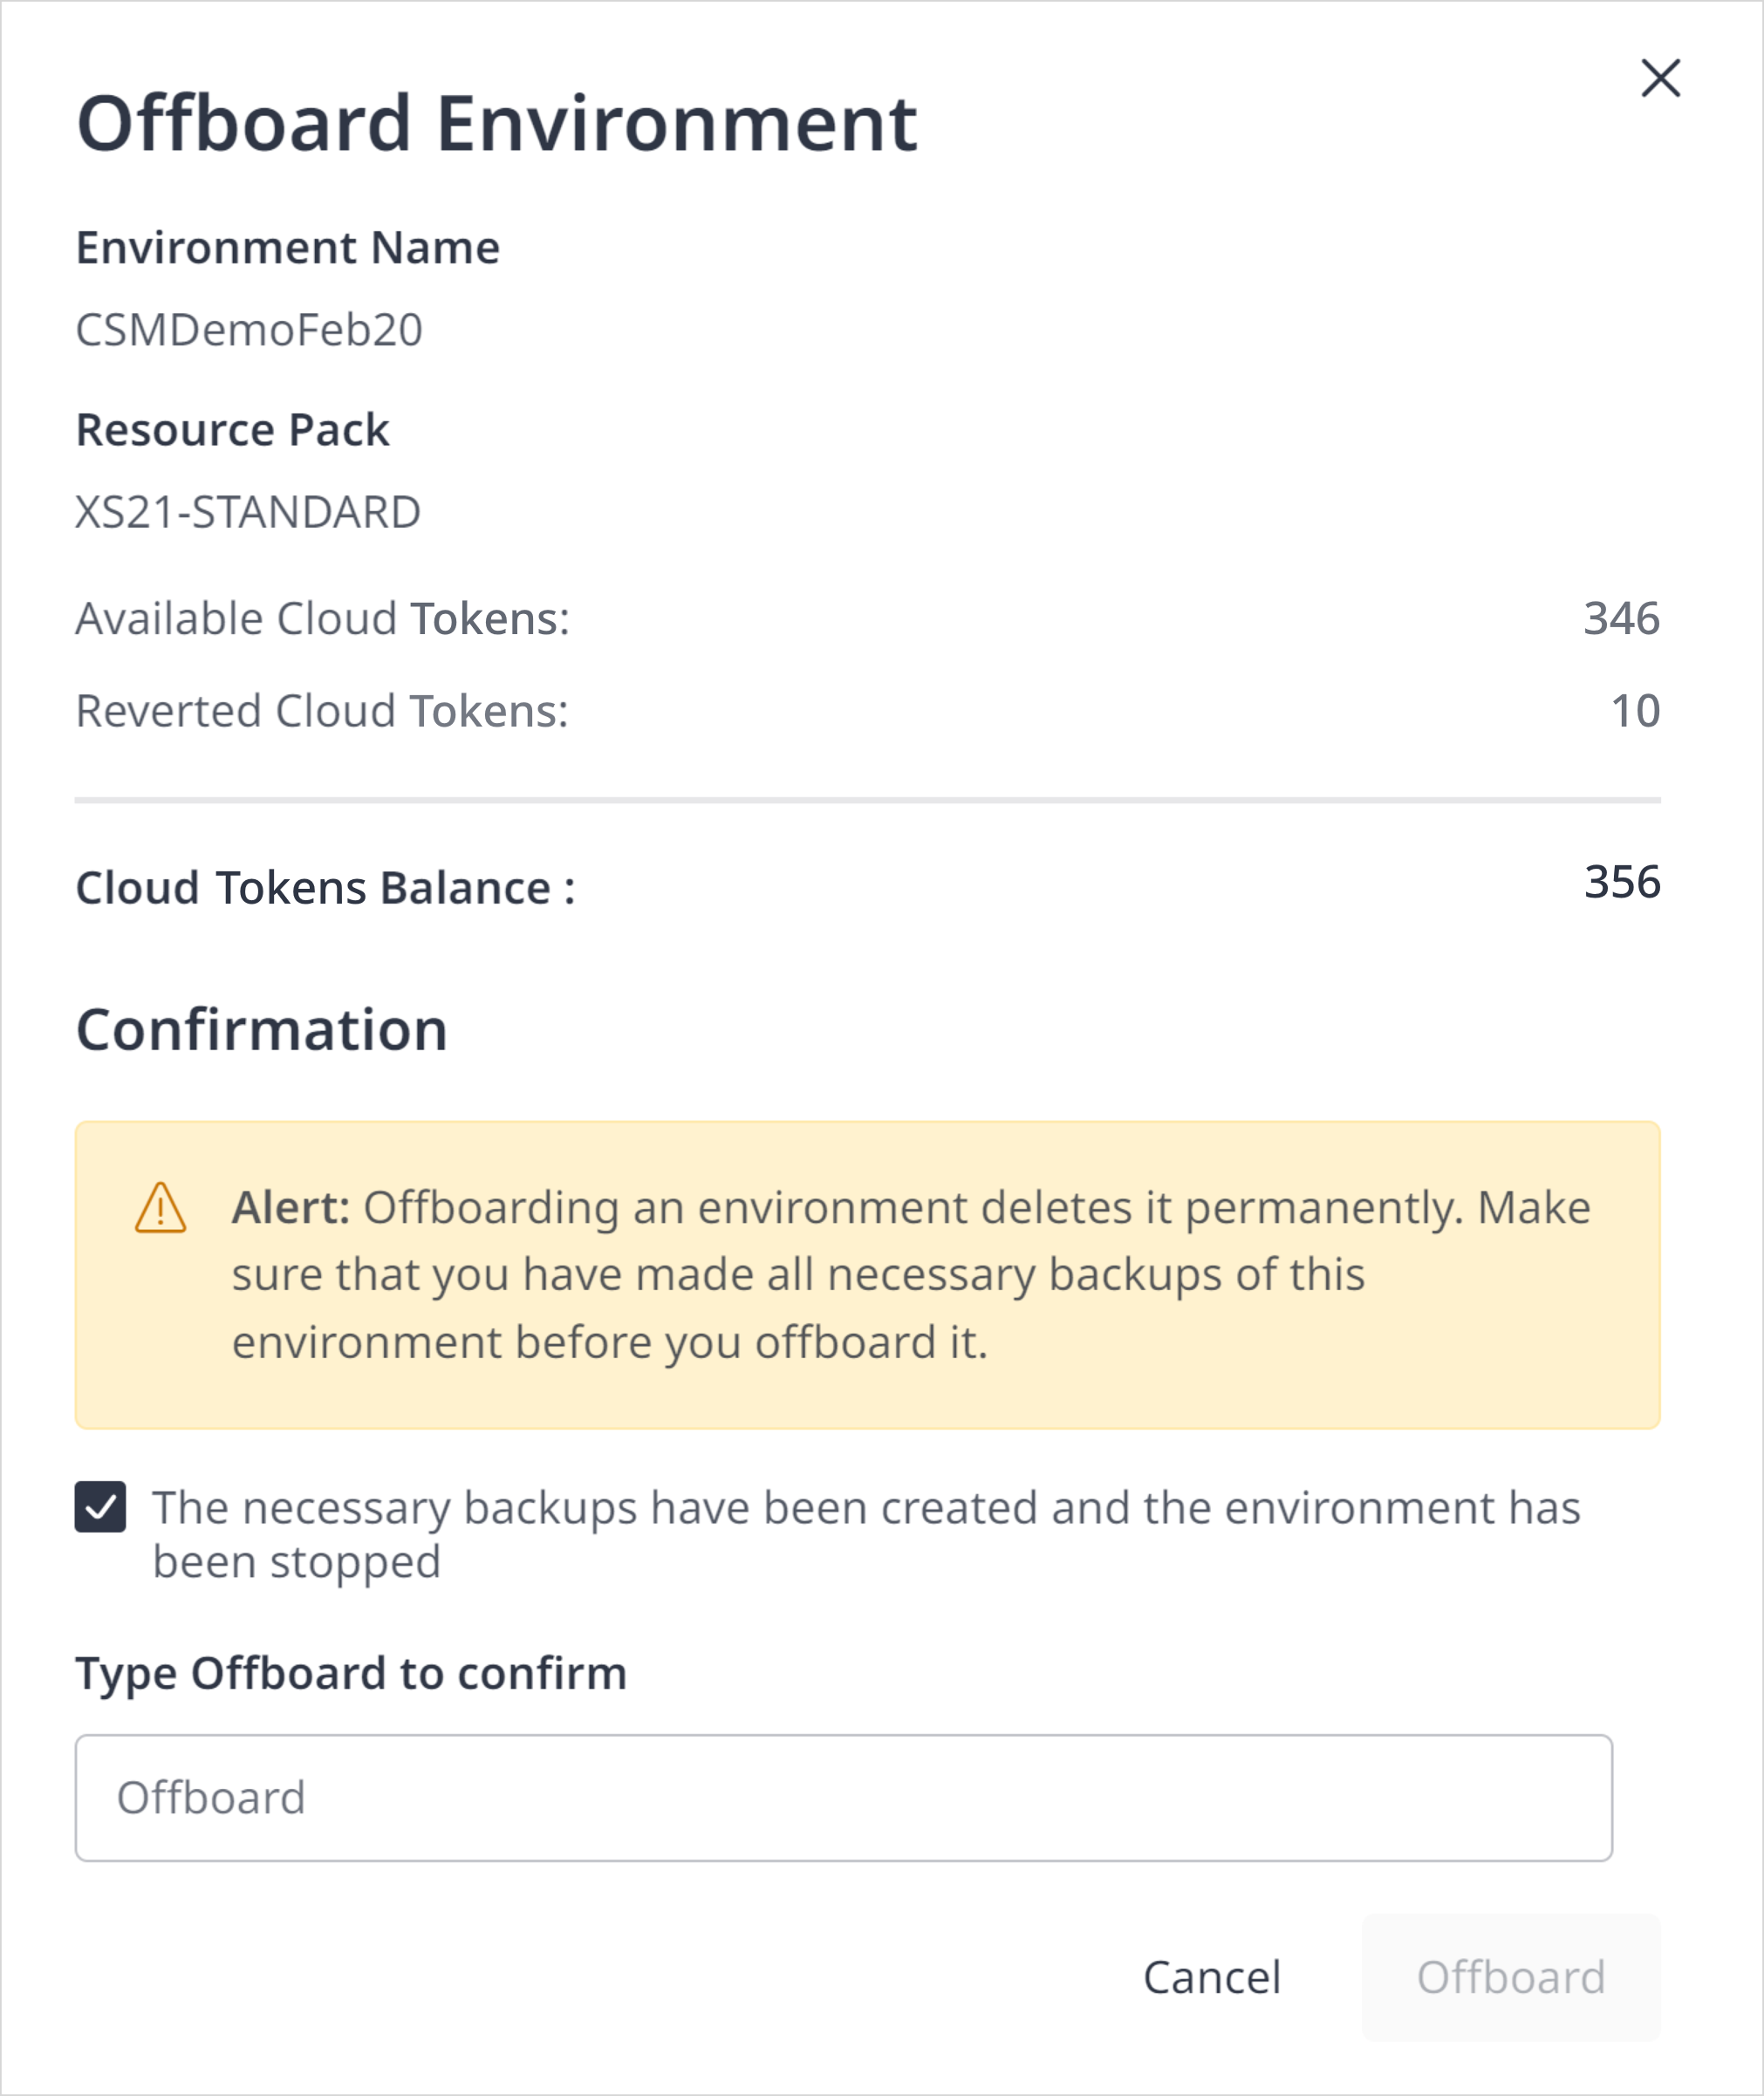 Offboard Environment
Environment Name
CSMDemoFeb20
Resource Pack
XS21-STANDARD
Available Cloud Tokens: 346
Reverted Cloud Tokens: 10
Cloud Tokens Balance : 356
Confirmation
Alert: Offboarding an environment deletes it permanently. Make
sure that you have made all necessary backups of this
environment before you offboard it.
The necessary backups have been created and the environment has
been stopped
Type Offboard to confirm
Offboard
Cancel Offboard